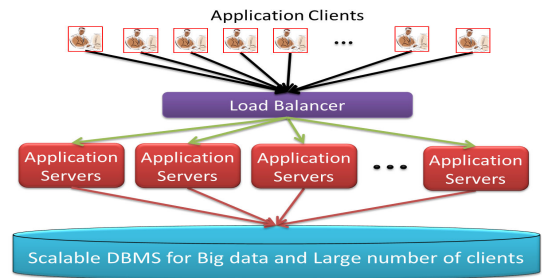 Application Clients
...
Load Balancer
Application Servers
Application Servers
Application Servers
...
Application Servers
Scalable DBMS for Big data and Large number of clients